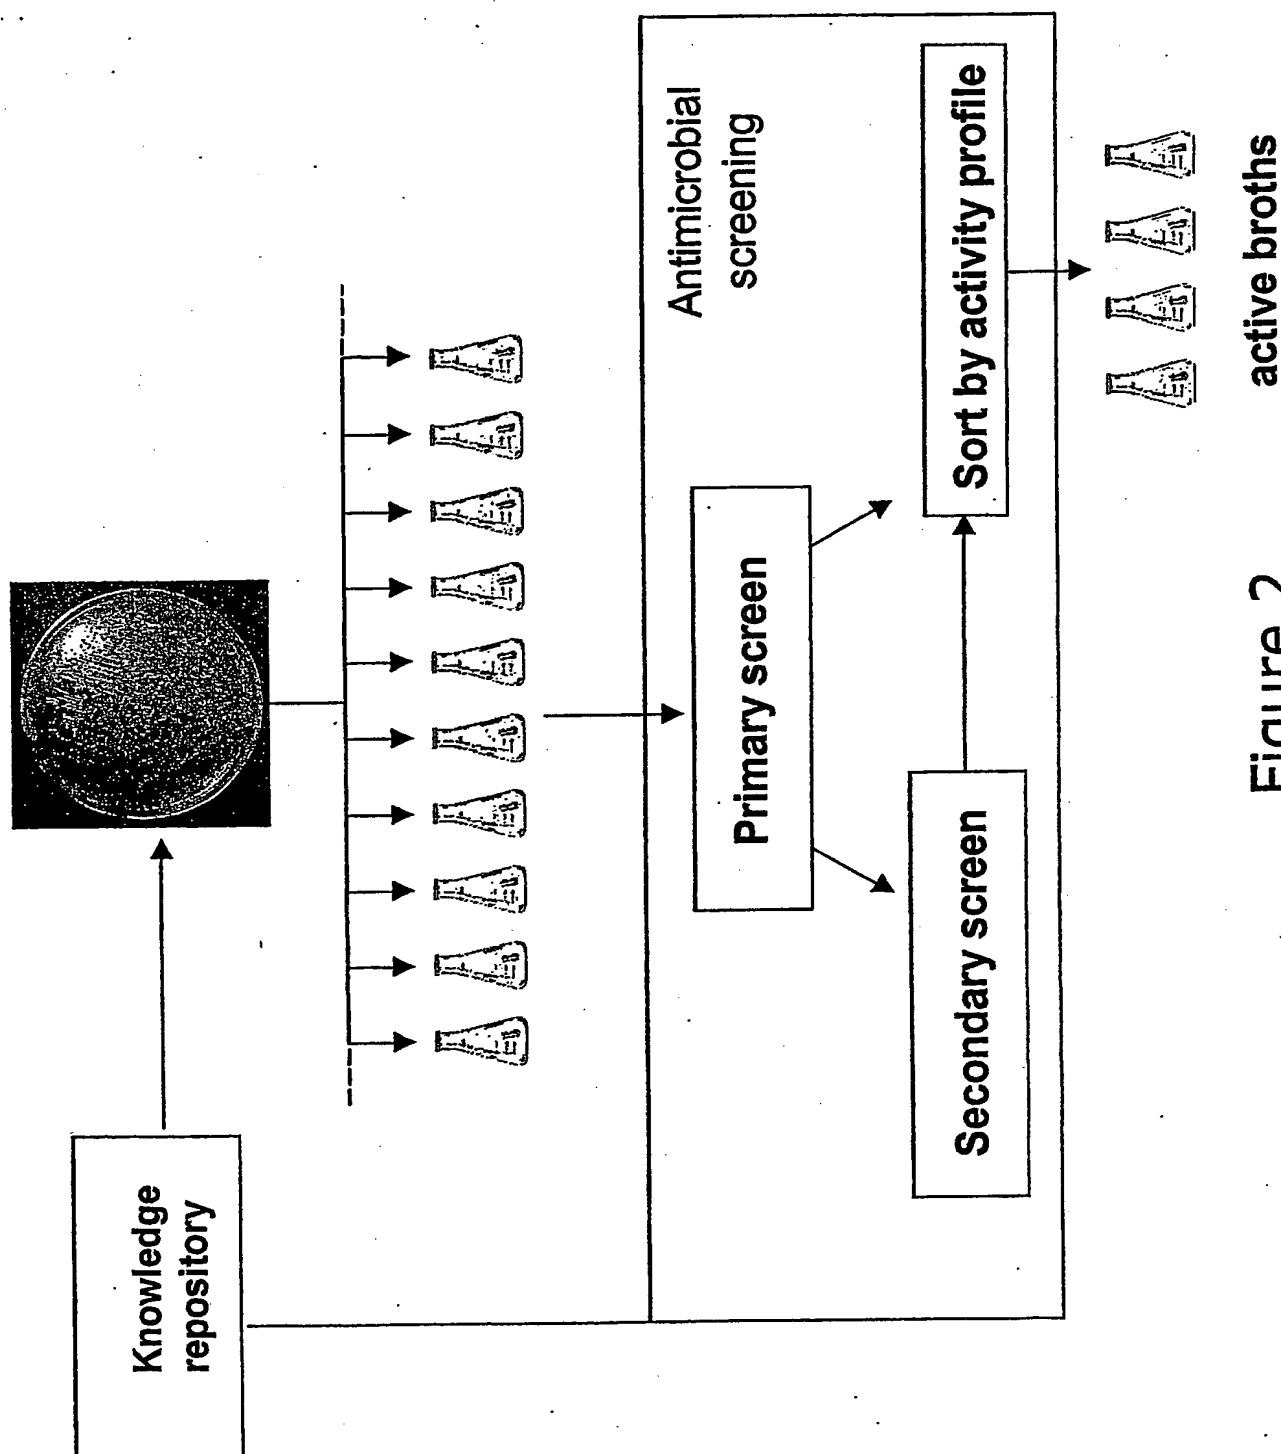 Knowledge
repository
Antimicrobial
screening
Primary screen
Secondary screen
Sort by activity profile
active broths
Figure 2